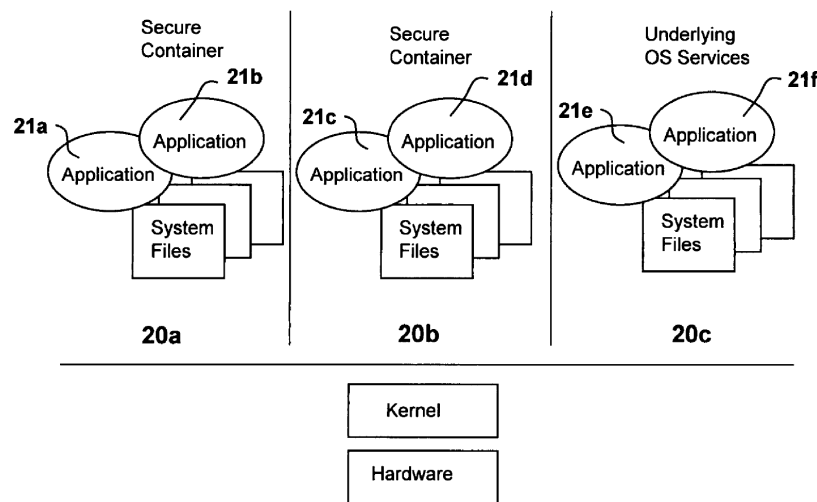 Secure
Container
21b
21a
Application
Application
System
Files
20a
Secure
Container
21d
21c
Application
Application
System
Files
20b
Underlying
OS Services
21f
21e
Application
Application
System
Files
20c
Kernel
Hardware